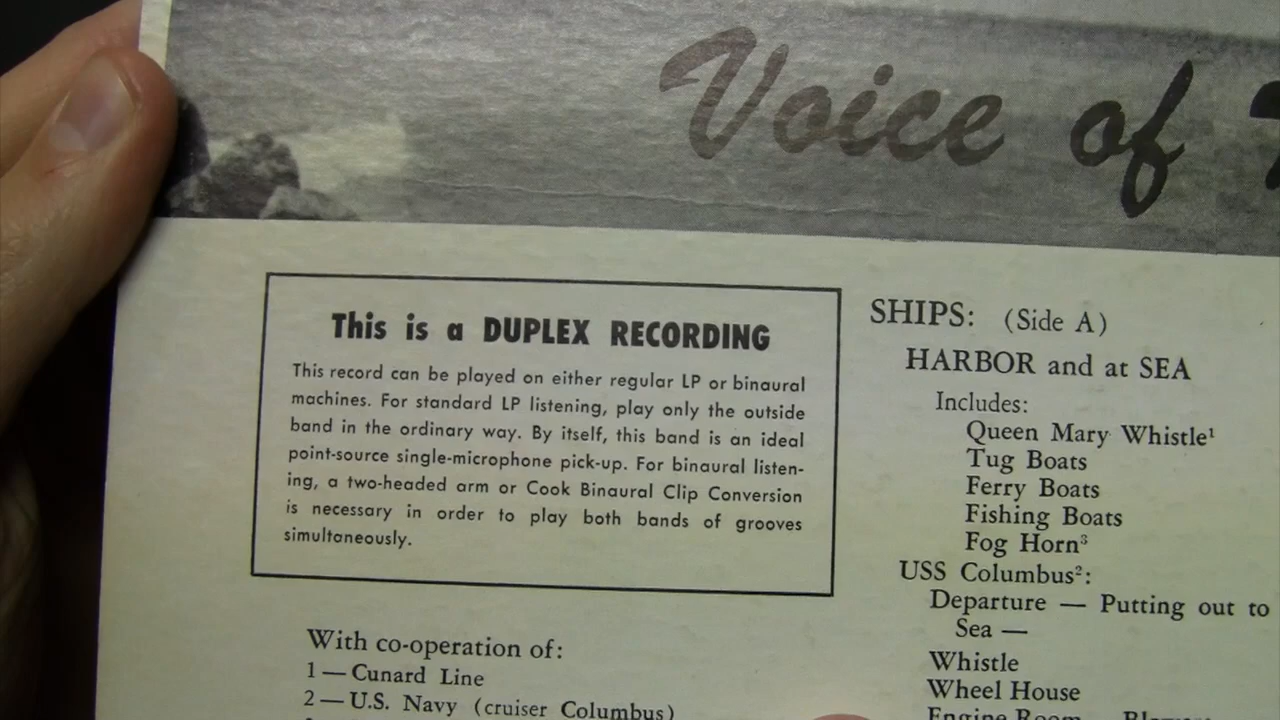 Voice of
This is a DUPLEX RECORDING
This record can be played on either regular LP or binaural
machines. For standard LP listening, play only the outside
band in the ordinary way. By itself, this band is an ideal
point-source single-microphone pick-up. For binaural listen-
ing, a two-headed arm or Cook Binaural Clip Conversion
is necessary in order to play both bands of grooves
simultaneously.
With co-operation of:
1 — Cunard Line
2 — U.S. Navy (cruiser Columbus)
SHIPS: (Side A)
HARBOR and at SEA
Includes:
Queen Mary Whistle¹
Tug Boats
Ferry Boats
Fishing Boats
Fog Horn³
USS Columbus²:
Departure — Putting out to
Sea —
Whistle
Wheel House
Engine Room —